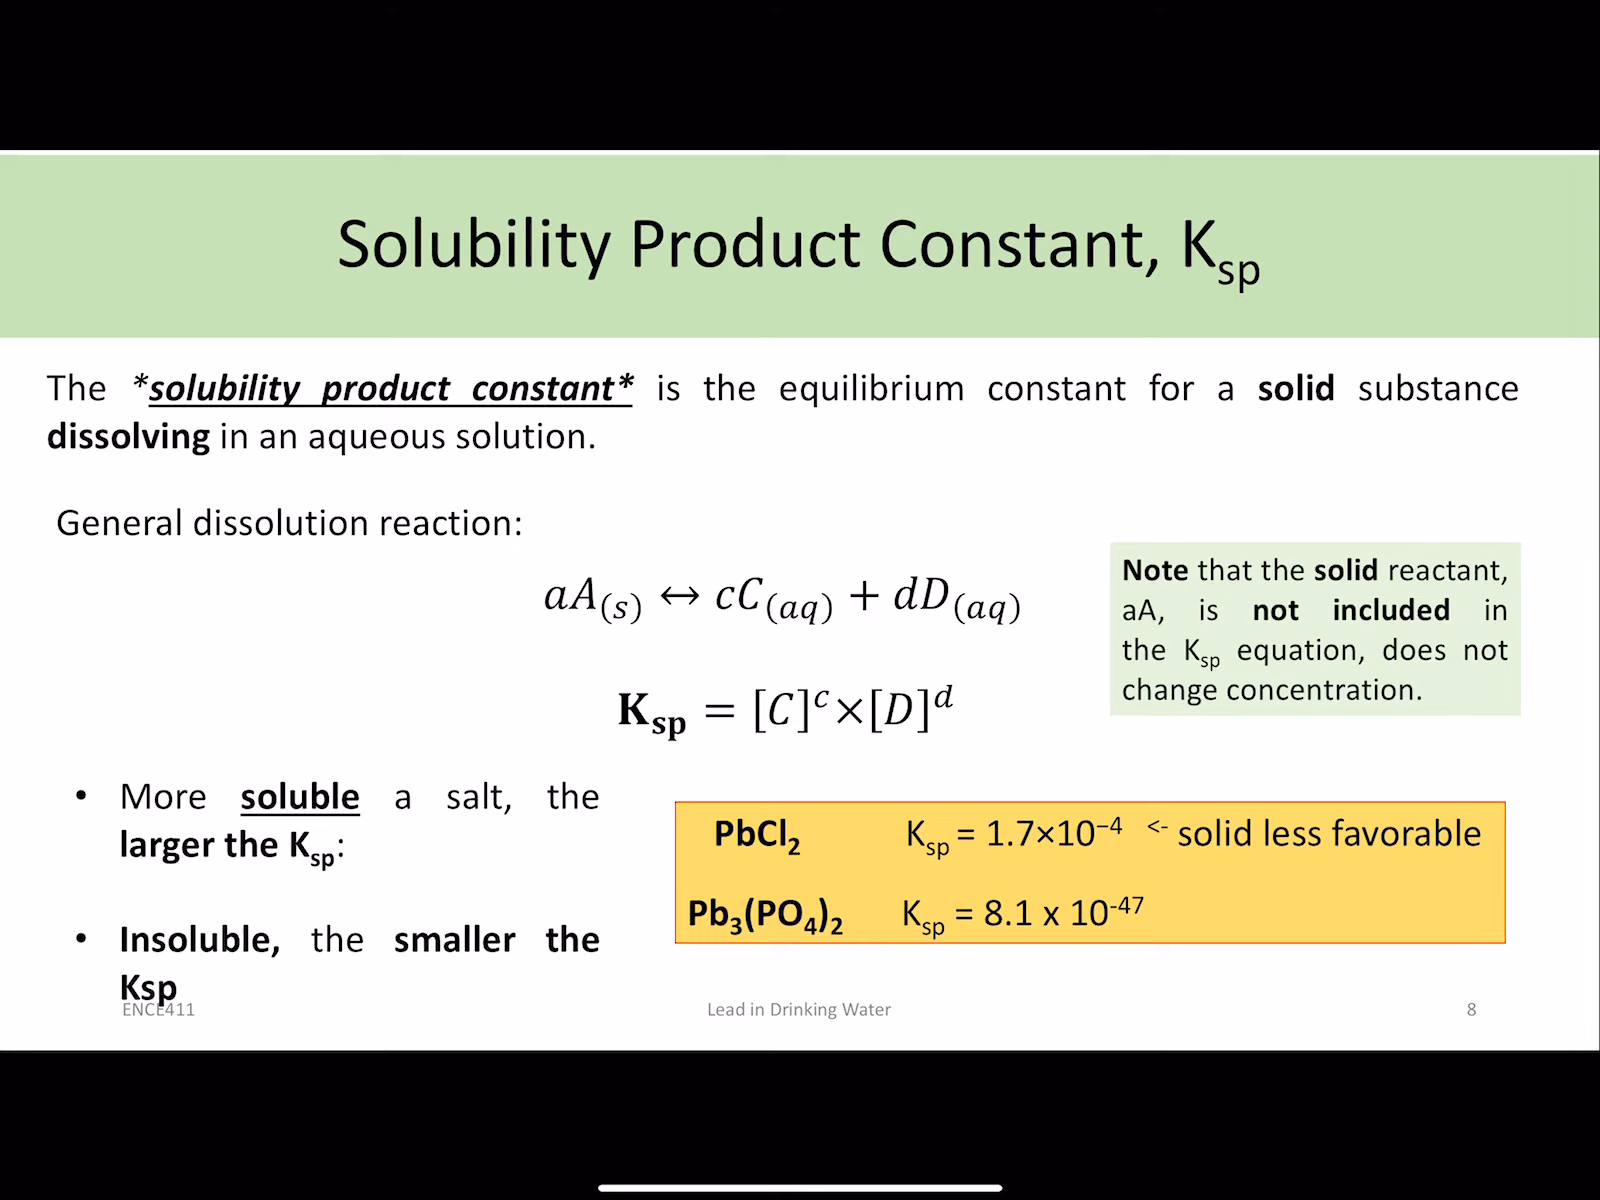 Solubility Product Constant, Ksp
The *solubility product constant* is the equilibrium constant for a solid substance
dissolving in an aqueous solution.
General dissolution reaction:
aA(s) ↔ cC(aq) + dD(aq)
Ksp = [C]^c×[D]^d
Note that the solid reactant,
aA, is not included in
the Ksp equation, does not
change concentration.
• More soluble a salt, the
larger the Ksp:
• Insoluble, the smaller the
Ksp
PbCl2 Ksp = 1.7×10⁻⁴ <- solid less favorable
Pb3(PO4)2 Ksp = 8.1 x 10⁻⁴⁷
ENCE411
Lead in Drinking Water
8